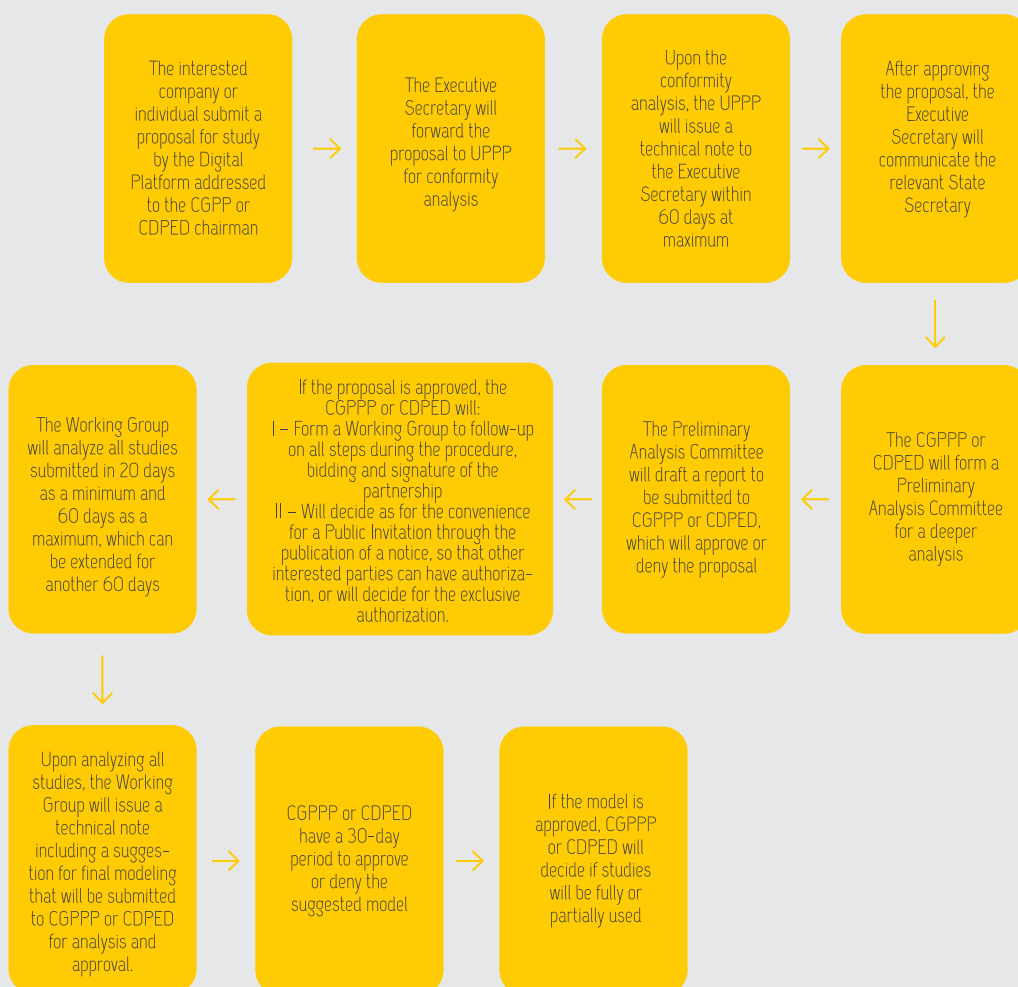 The interested
company or
individual submit a
proposal for study
by the Digital
Platform addressed
to the CGPP or
CDPED chairman
The Executive
Secretary will
forward the
proposal to UPPP
for conformity
analysis
Upon the
conformity
analysis, the UPPP
will issue a
technical note to
the Executive
Secretary within
60 days at
maximum
After approving
the proposal, the
Executive
Secretary will
communicate the
relevant State
Secretary
The CGPPP or
CDPED will form a
Preliminary
Analysis Committee
for a deeper
analysis
The Preliminary
Analysis Committee
will draft a report to
be submitted to
CGPPP or CDPED,
which will approve or
deny the proposal
If the proposal is approved, the
CGPPP or CDPED will:
I – Form a Working Group to follow-up
on all steps during the procedure,
bidding and signature of the
partnership
II – Will decide as for the convenience
for a Public Invitation through the
publication of a notice, so that other
interested parties can have authoriza-
tion, or will decide for the exclusive
authorization.
The Working Group
will analyze all studies
submitted in 20 days
as a minimum and
60 days as a
maximum, which can
be extended for
another 60 days
Upon analyzing all
studies, the Working
Group will issue a
technical note
including a sugges-
tion for final modeling
that will be submitted
to CGPPP or CDPED
for analysis and
approval.
CGPPP or CDPED
have a 30-day
period to approve
or deny the
suggested model
If the model is
approved, CGPPP
or CDPED will
decide if studies
will be fully or
partially used